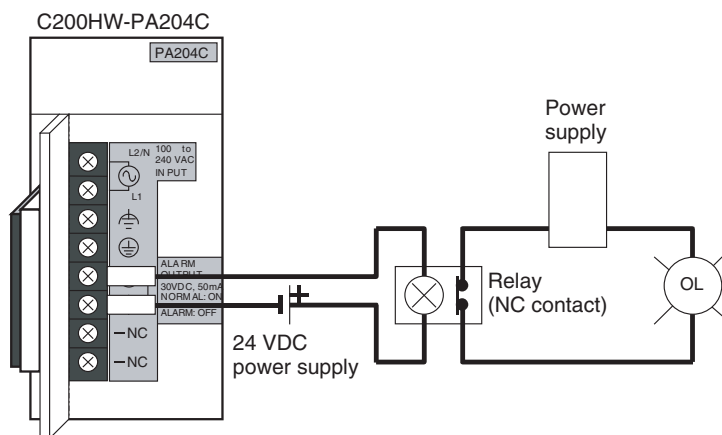 C200HW-PA204C
PA204C
L2/N
100 to
240 VAC
INPUT
L1
ALARM
OUTPUT
30VDC, 50mA
NORMAL: ON
ALARM: OFF
NC
NC
24 VDC
power supply
Relay
(NC contact)
Power
supply
OL